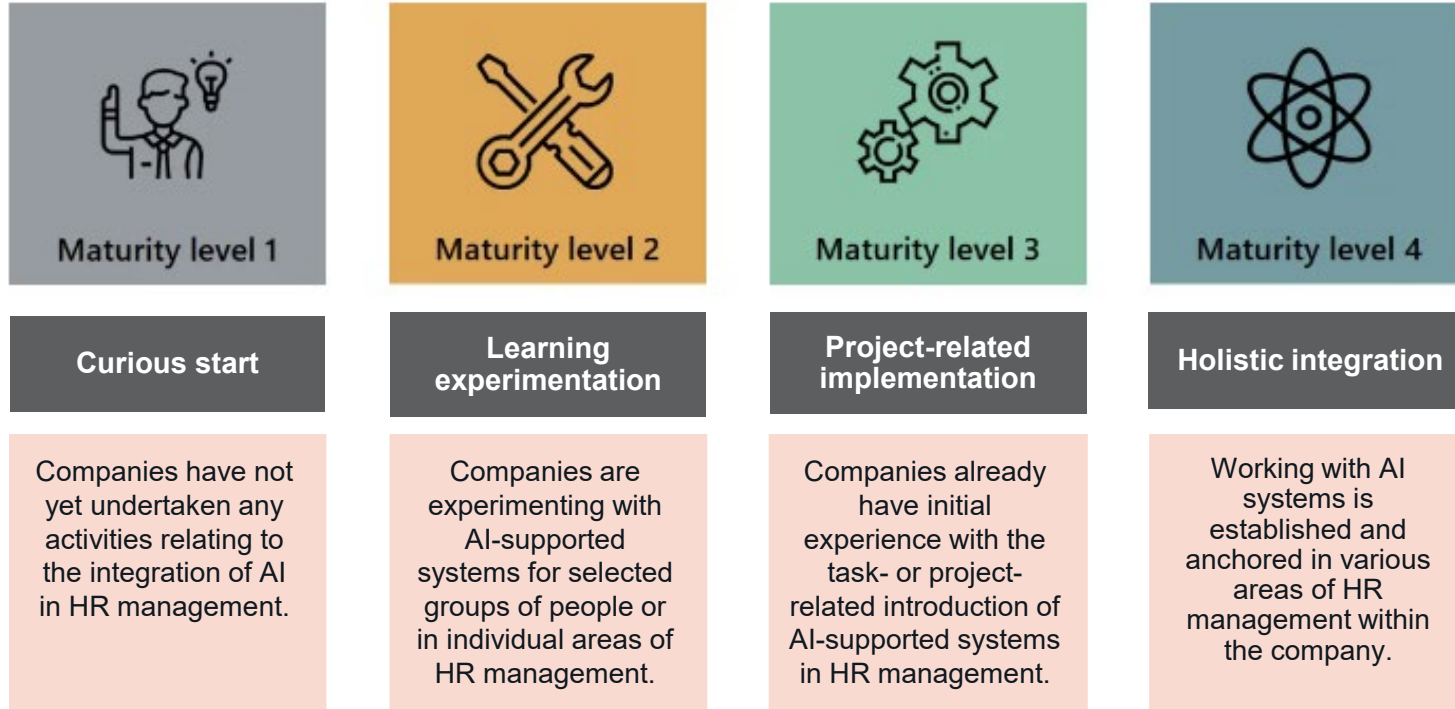 Maturity level 1
Maturity level 2
Maturity level 3
Maturity level 4
Curious start
Learning
experimentation
Project-related
implementation
Holistic integration
Companies have not
yet undertaken any
activities relating to
the integration of AI
in HR management.
Companies are
experimenting with
AI-supported
systems for selected
groups of people or
in individual areas of
HR management.
Companies already
have initial
experience with the
task- or project-
related introduction of
AI-supported systems
in HR management.
Working with AI
systems is
established and
anchored in various
areas of HR
management within
the company.